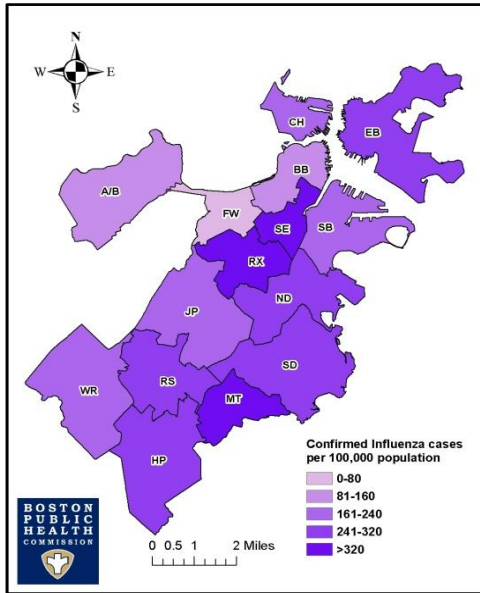 N
W E
S
CH
EB
A/B
BB
FW
SE
SB
RX
ND
JP
SD
RS
WR
MT
HP
Confirmed Influenza cases
per 100,000 population
0-80
81-160
161-240
241-320
>320
BOSTON
PUBLIC
HEALTH
COMMISSION
0 0.5 1 2 Miles